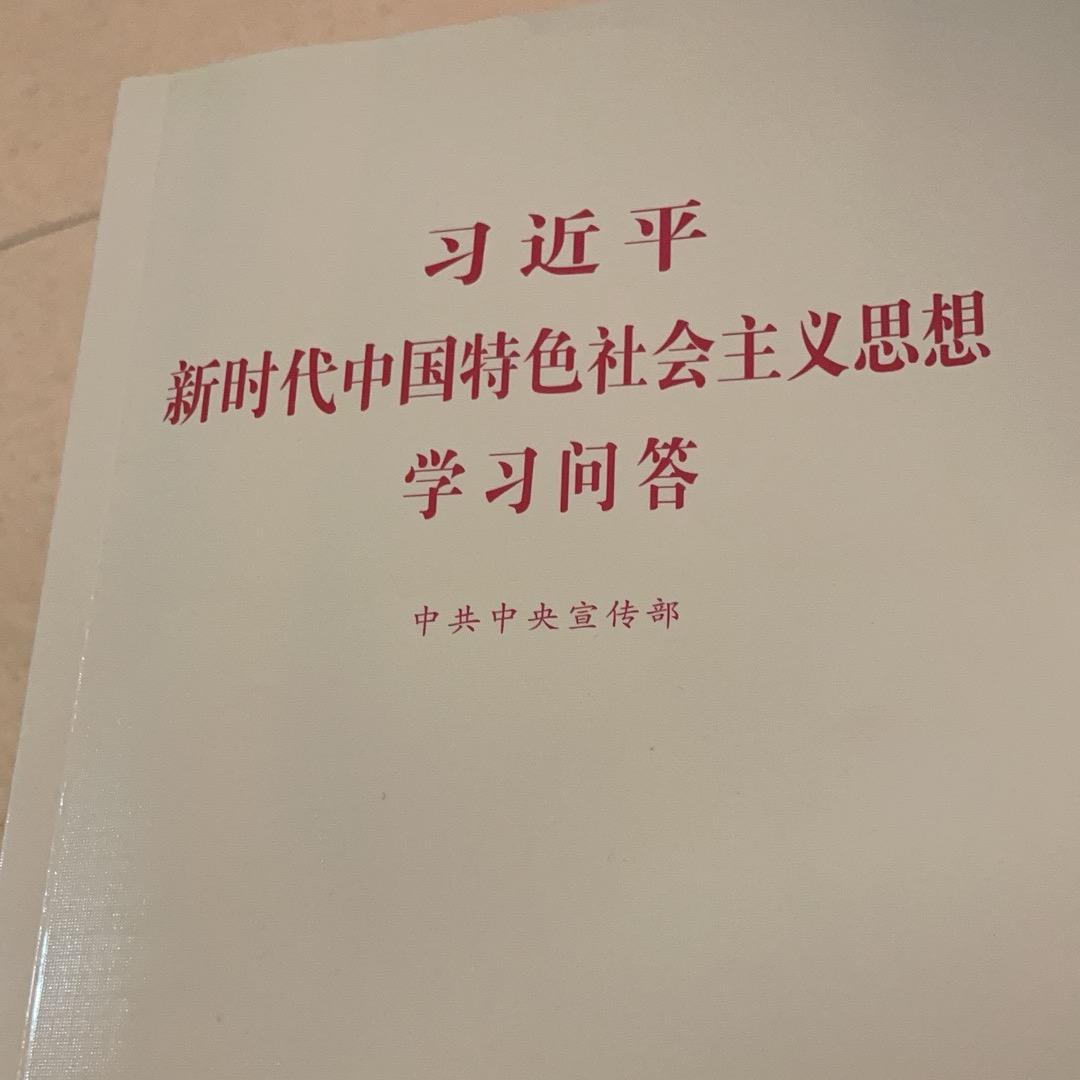 习近平
新时代中国特色社会主义思想
学习问答
中共中央宣传部